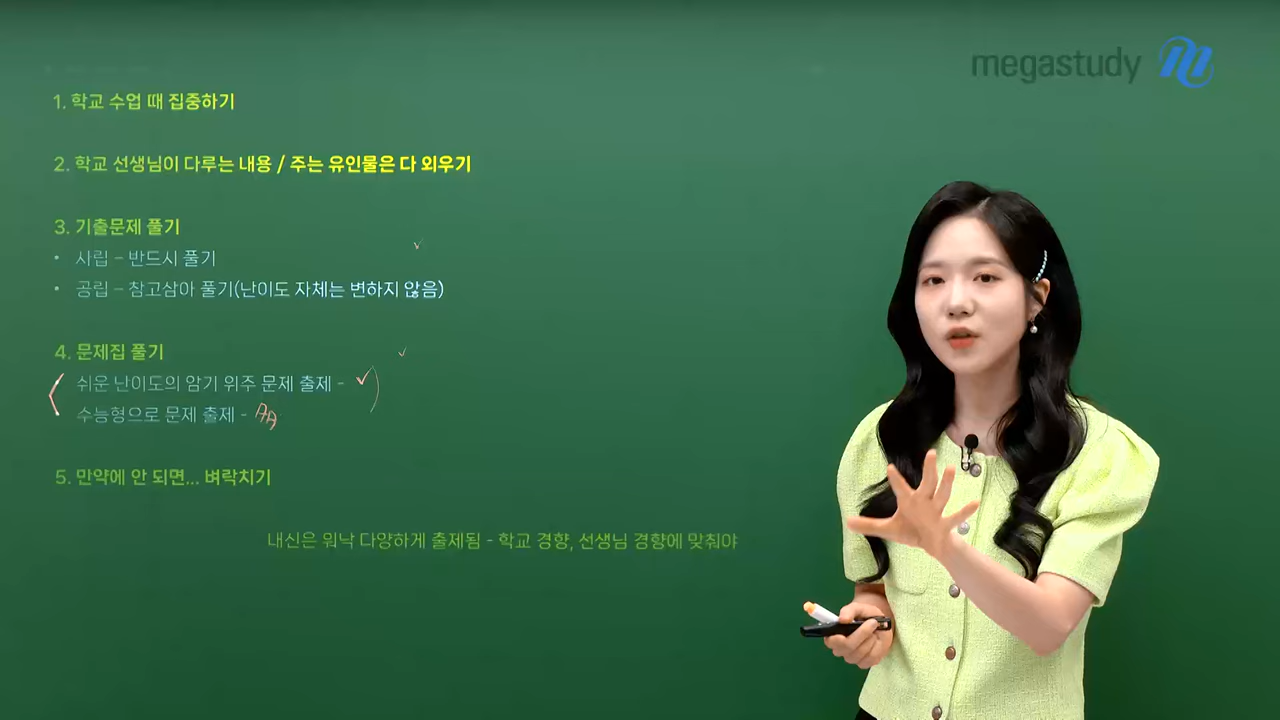 megastudy
1. 학교 수업 때 집중하기
2. 학교 선생님이 다루는 내용 / 주는 유인물은 다 외우기
3. 기출문제 풀기
• 사립 – 반드시 풀기
• 공립 – 참고삼아 풀기(난이도 자체는 변하지 않음)
4. 문제집 풀기
쉬운 난이도의 암기 위주 문제 출제 -
수능형으로 문제 출제 -
5. 만약에 안 되면... 벼락치기
내신은 워낙 다양하게 출제됨 - 학교 경향, 선생님 경향에 맞춰야